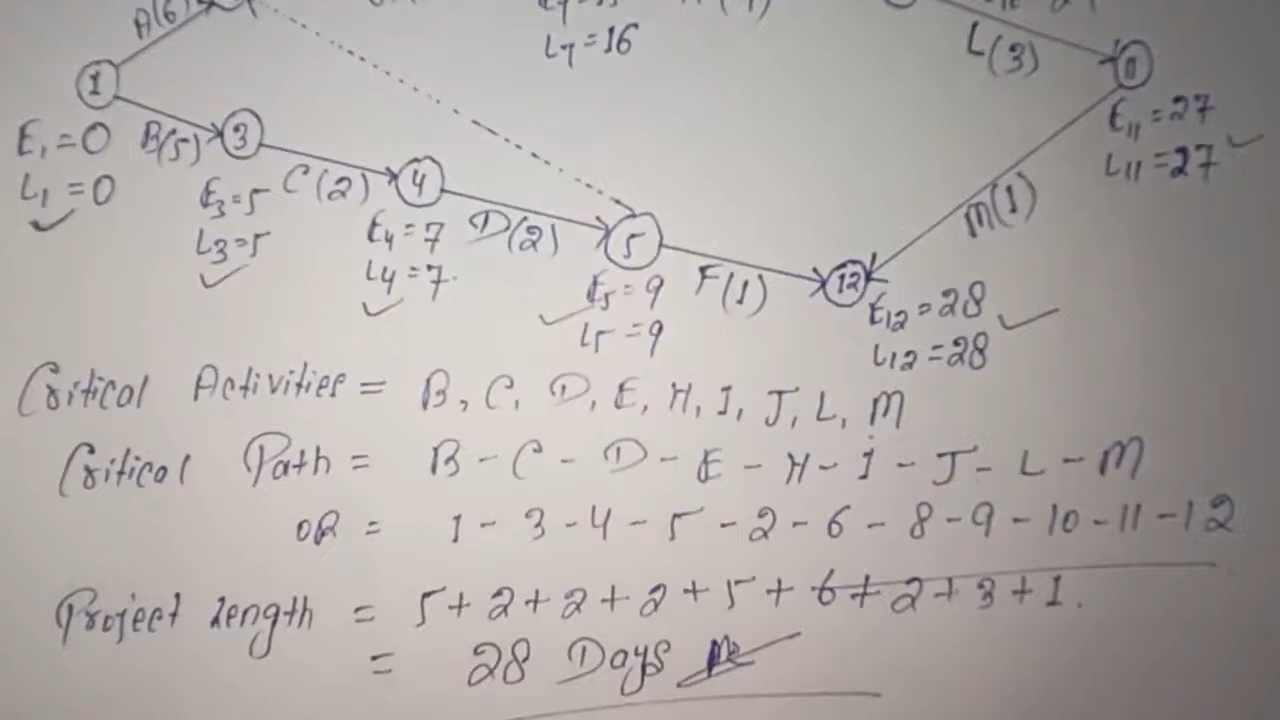 A(6)
L7 = 16
L(3)
1
11
E1 = 0
L1 = 0
B(5)
3
E3 = 5
L3 = 5
C(2)
4
E4 = 7
L4 = 7
D(2)
5
E5 = 9
L5 = 9
F(1)
12
E12 = 28
L12 = 28
M(1)
E11 = 27
L11 = 27
Critical Activities = B, C, D, E, H, I, J, L, M
Critical Path = B - C - D - E - H - I - J - L - M
OR = 1 - 3 - 4 - 5 - 2 - 6 - 8 - 9 - 10 - 11 - 12
Project length = 5 + 2 + 2 + 2 + 5 + 6 + 2 + 3 + 1.
= 28 Days